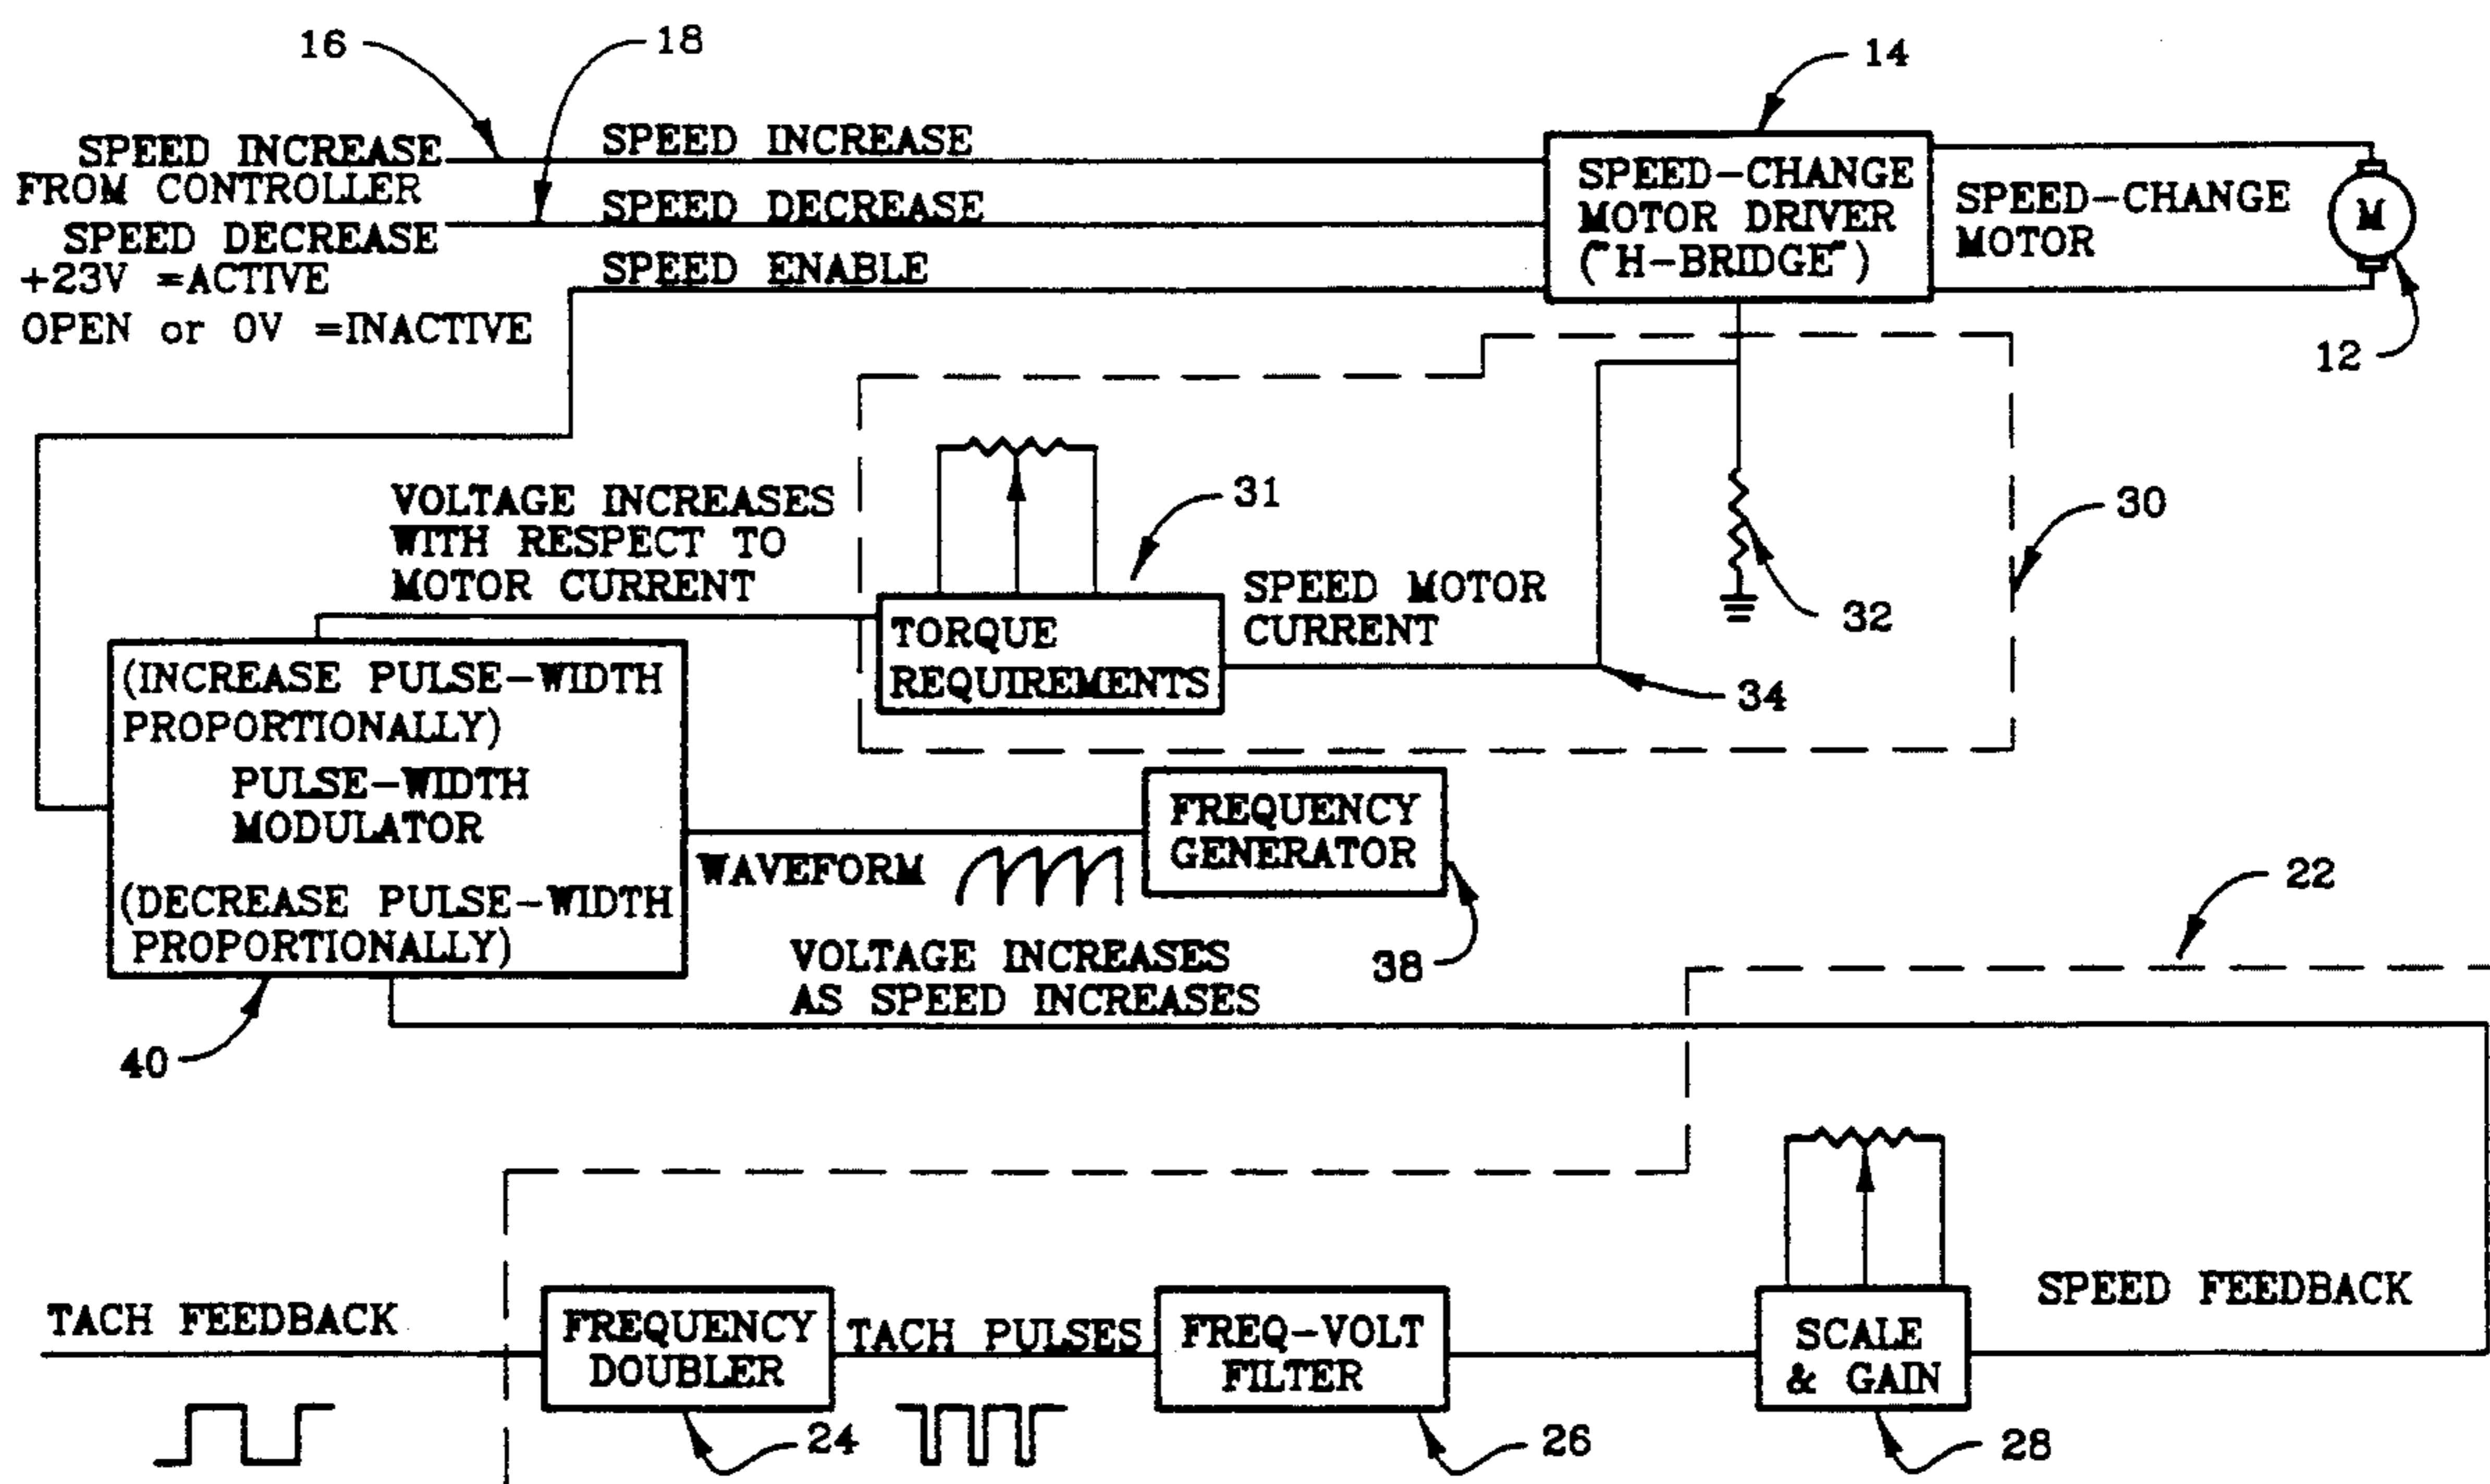 16
18
14
SPEED INCREASE
FROM CONTROLLER
SPEED DECREASE
+23V =ACTIVE
OPEN or 0V =INACTIVE
SPEED INCREASE
SPEED DECREASE
SPEED ENABLE
SPEED-CHANGE
MOTOR DRIVER
("H-BRIDGE")
SPEED-CHANGE
MOTOR
M
12
VOLTAGE INCREASES
WITH RESPECT TO
MOTOR CURRENT
31
30
TORQUE
REQUIREMENTS
SPEED MOTOR
CURRENT
32
34
(INCREASE PULSE-WIDTH
PROPORTIONALLY)
PULSE-WIDTH
MODULATOR
(DECREASE PULSE-WIDTH
PROPORTIONALLY)
WAVEFORM
FREQUENCY
GENERATOR
38
22
VOLTAGE INCREASES
AS SPEED INCREASES
40
TACH FEEDBACK
FREQUENCY
DOUBLER
24
TACH PULSES
FREQ-VOLT
FILTER
26
SCALE
& GAIN
28
SPEED FEEDBACK